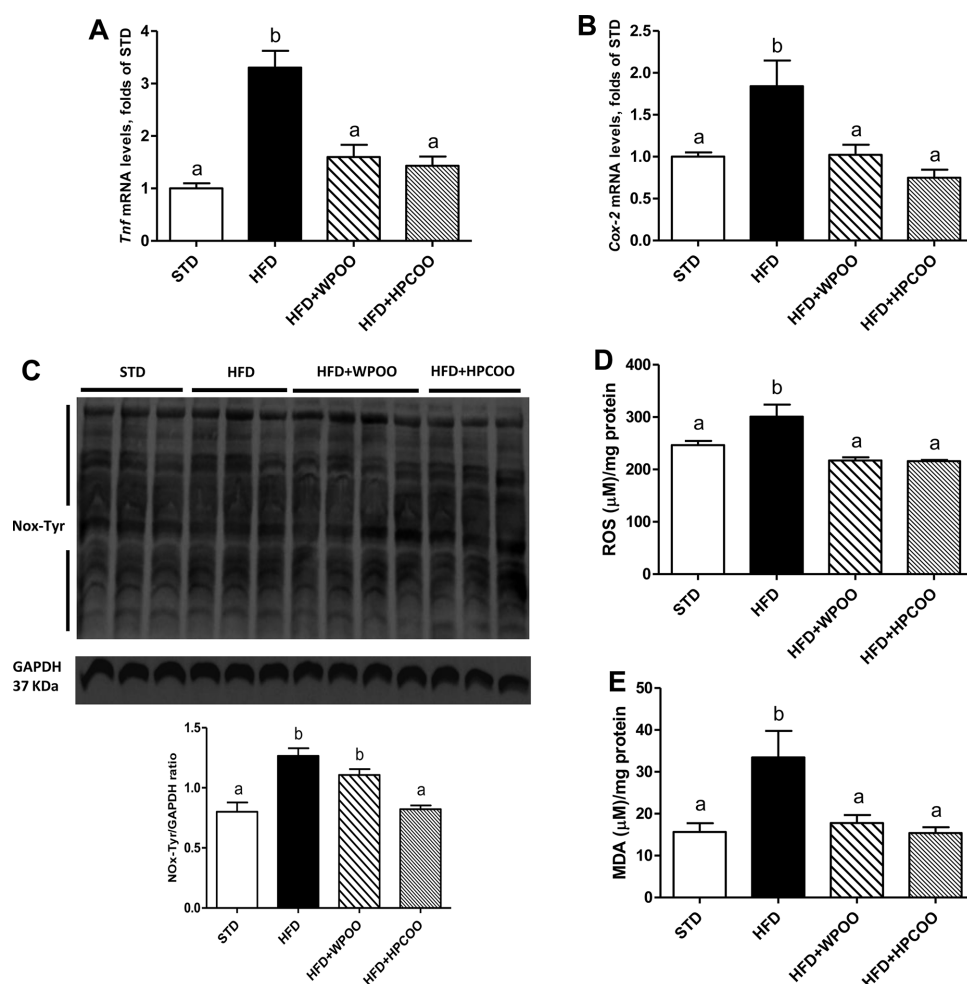 A
Tnf mRNA levels, folds of STD
4
3
2
1
0
a
b
a
a
STD
HFD
HFD+WPOO
HFD+HPCOO
B
Cox-2 mRNA levels, folds of STD
2.5
2.0
1.5
1.0
0.5
0.0
a
b
a
a
STD
HFD
HFD+WPOO
HFD+HPCOO
C
STD HFD HFD+WPOO HFD+HPCOO
Nox-Tyr
GAPDH
37 KDa
NOx-Tyr/GAPDH ratio
1.5
1.0
0.5
0.0
a
b
b
a
STD
HFD
HFD+WPOO
HFD+HPCOO
D
ROS (μM)/mg protein
400
300
200
100
0
a
b
a
a
STD
HFD
HFD+WPOO
HFD+HPCOO
E
MDA (μM)/mg protein
50
40
30
20
10
0
a
b
a
a
STD
HFD
HFD+WPOO
HFD+HPCOO